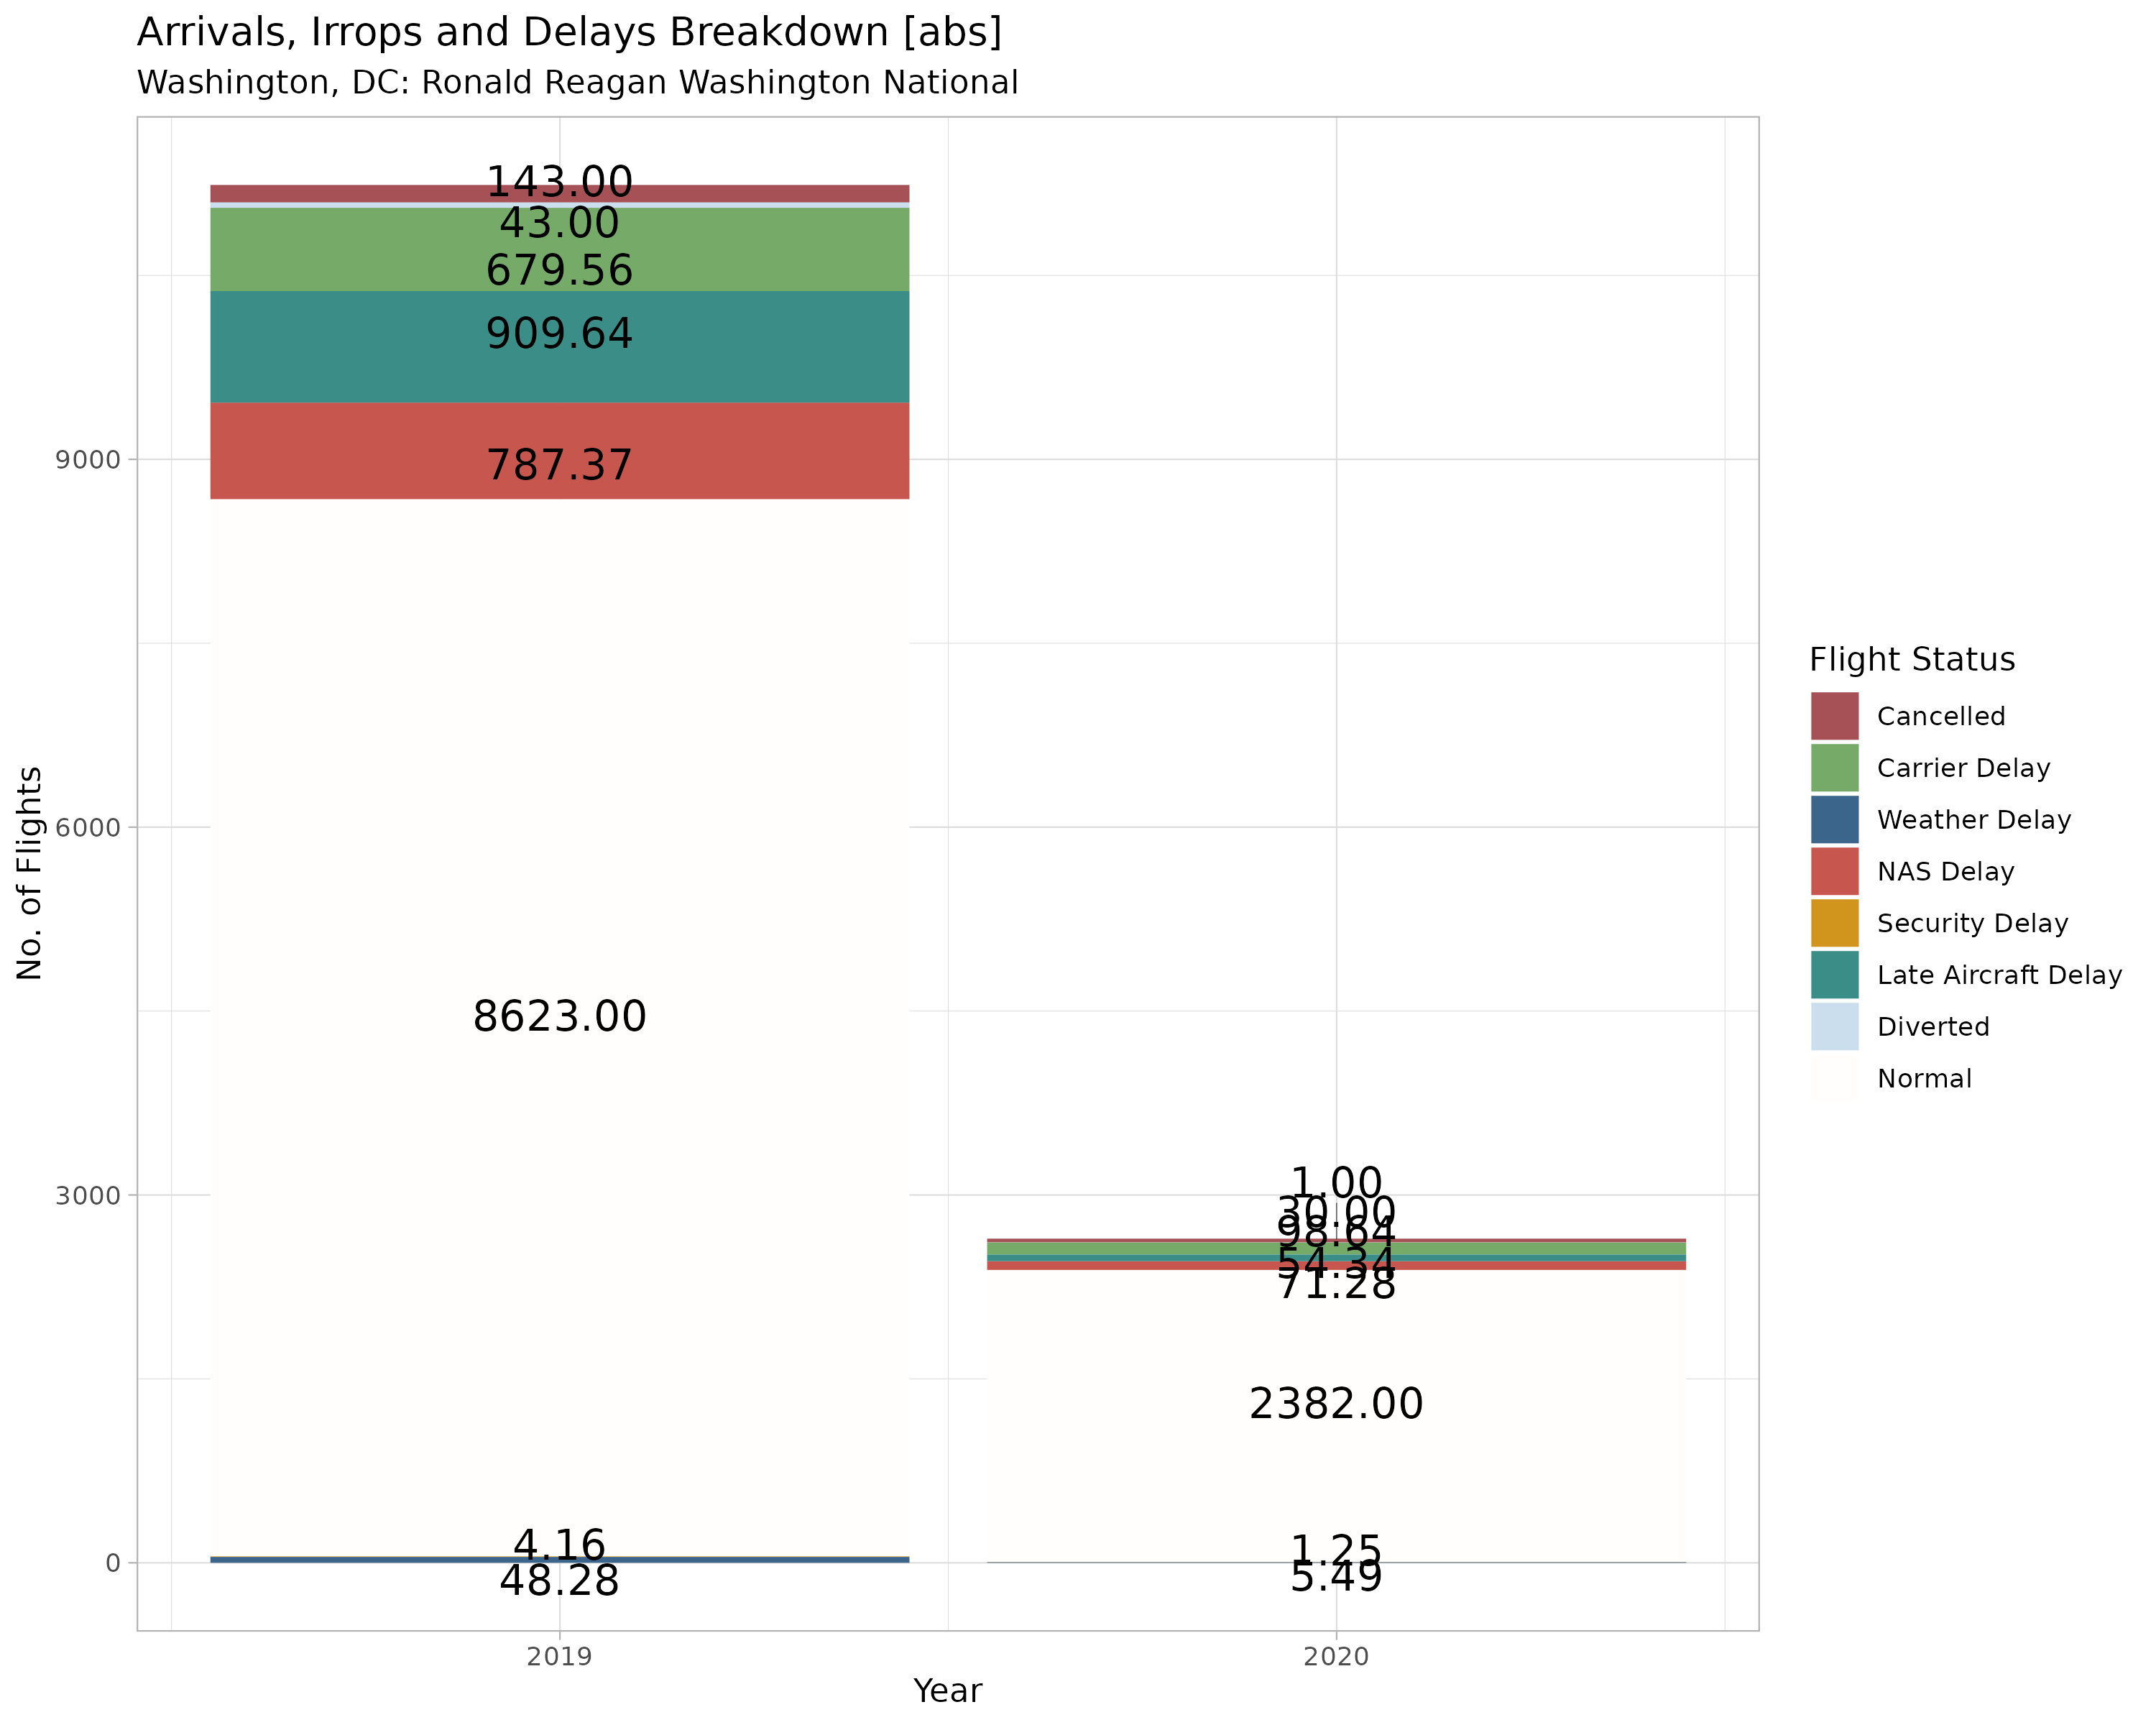 Arrivals, Irrops and Delays Breakdown [abs]
Washington, DC: Ronald Reagan Washington National
143.00
43.00
679.56
909.64
787.37
8623.00
4.16
48.28
1.00
30.00
98.64
54.34
71.28
2382.00
1.25
5.49
9000
6000
3000
0
No. of Flights
2019
2020
Year
Flight Status
Cancelled
Carrier Delay
Weather Delay
NAS Delay
Security Delay
Late Aircraft Delay
Diverted
Normal